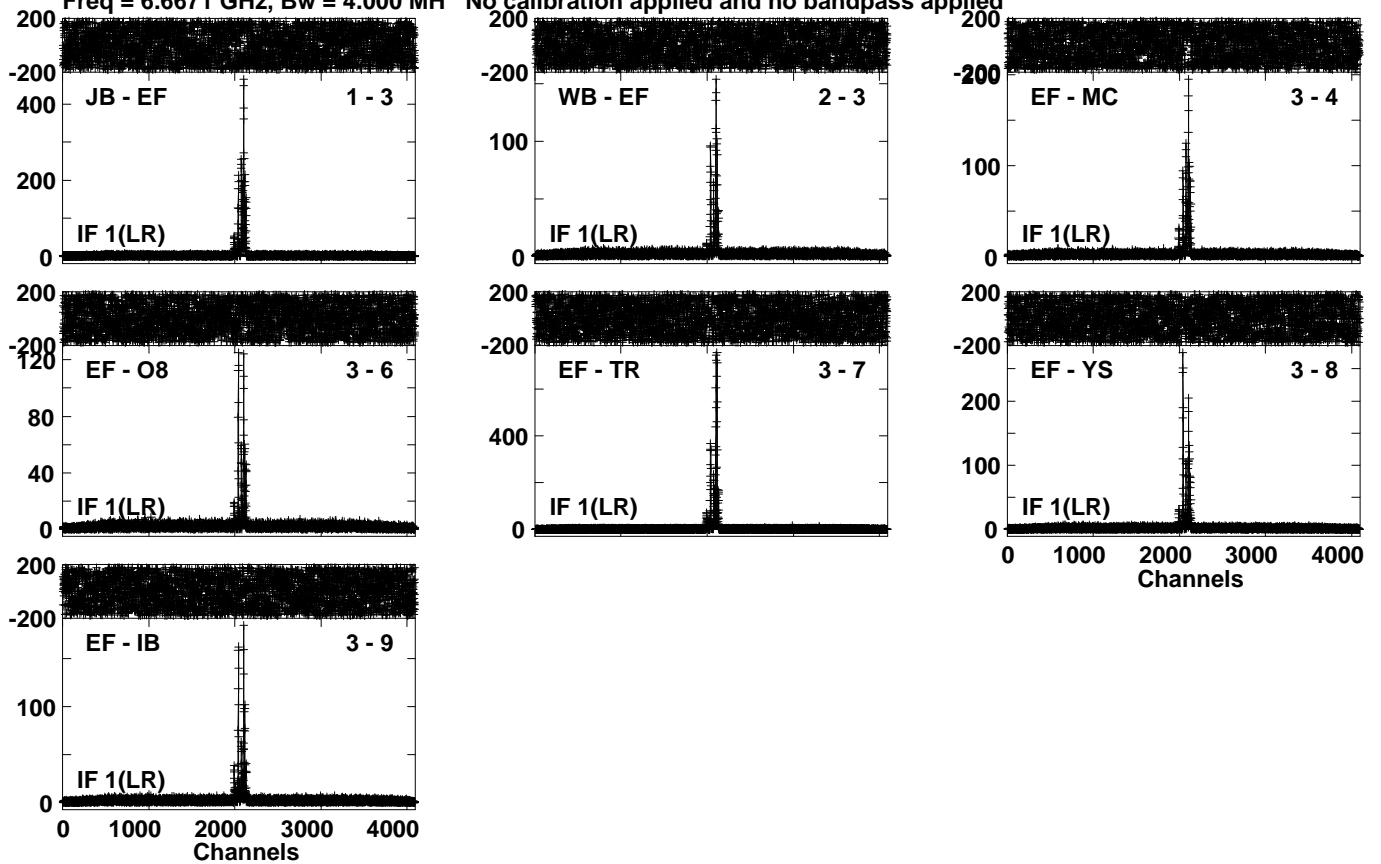 Freq = 6.6671 GHz, Bw = 4.000 MH No calibration applied and no bandpass applied
200
-200
JB - EF 1 - 3
400
200
0
IF 1(LR)
200
-200
WB - EF 2 - 3
100
0
IF 1(LR)
200
-200
200
EF - MC 3 - 4
100
0
IF 1(LR)
200
-200
120
EF - O8 3 - 6
80
40
0
IF 1(LR)
200
-200
EF - TR 3 - 7
400
0
IF 1(LR)
200
-200
EF - YS 3 - 8
200
100
0
IF 1(LR)
0 1000 2000 3000 4000
Channels
200
-200
EF - IB 3 - 9
100
0
IF 1(LR)
0 1000 2000 3000 4000
Channels